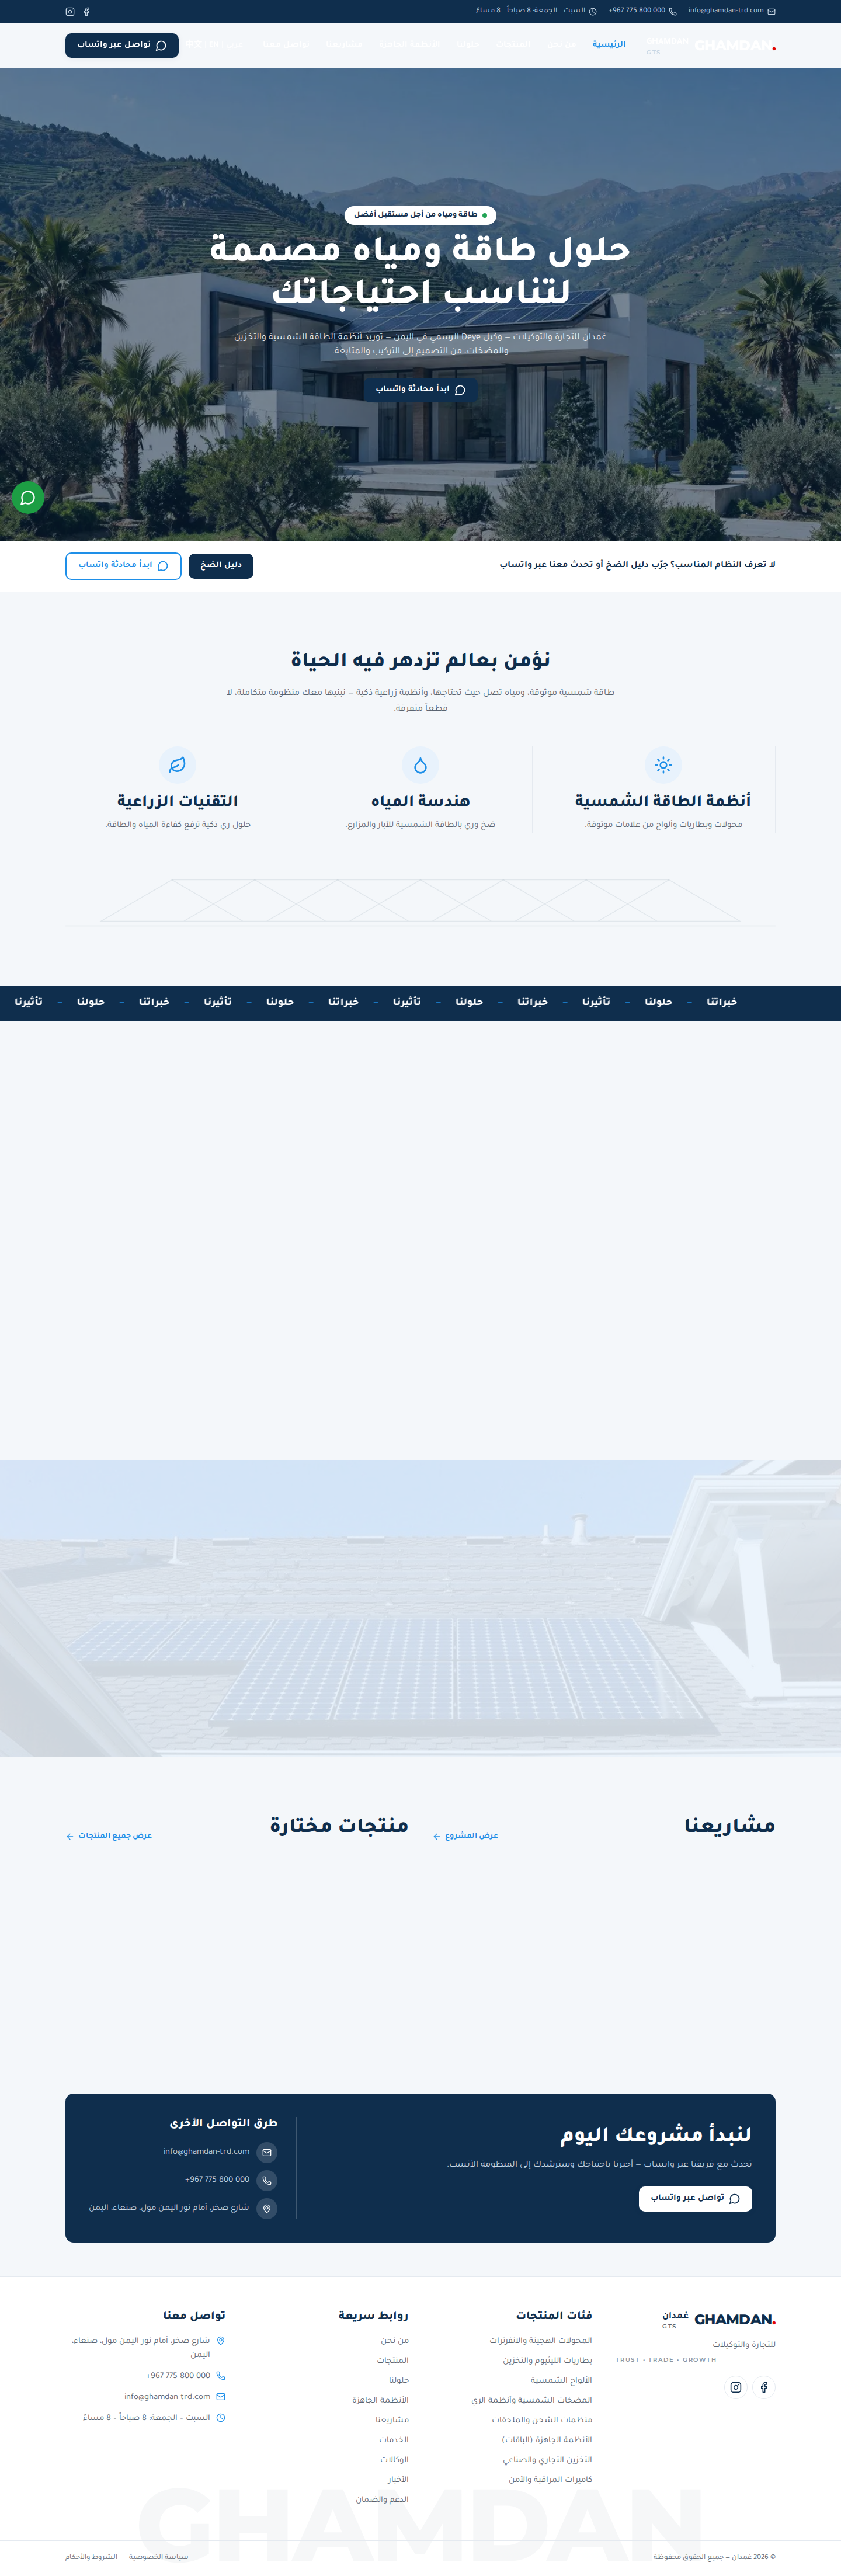 info@ghamdan-trd.com
+967 775 800 000
السبت – الجمعة: 8 صباحاً – 8 مساءً
GHAMDAN.
GTS
الرئيسية
تواصل عبر واتساب
طاقة ومياه من أجل مستقبل أفضل
حلول طاقة ومياه مصممة
لتناسب احتياجاتك
غمدان للتجارة والتوكيلات — وكيل Deye الرسمي في اليمن — توريد أنظمة الطاقة الشمسية والتخزين
والمضخات، من التصميم إلى التركيب والمتابعة.
ابدأ محادثة واتساب
لا تعرف النظام المناسب؟ جرّب دليل الضخ أو تحدث معنا عبر واتساب
دليل الضخ
ابدأ محادثة واتساب
نؤمن بعالم تزدهر فيه الحياة
طاقة شمسية موثوقة، ومياه تصل حيث تحتاجها، وأنظمة زراعية ذكية — نبنيها معك منظومة متكاملة، لا
قطعاً متفرقة.
أنظمة الطاقة الشمسية
محولات وبطاريات وألواح من علامات موثوقة.
هندسة المياه
ضخ وري بالطاقة الشمسية للآبار والمزارع.
التقنيات الزراعية
حلول ري ذكية ترفع كفاءة المياه والطاقة.
خبراتنا – حلولنا – تأثيرنا – خبراتنا – حلولنا – تأثيرنا – خبراتنا – حلولنا – تأثيرنا – خبراتنا – حلولنا – تأثيرنا
مشاريعنا
عرض المشروع
منتجات مختارة
عرض جميع المنتجات
لنبدأ مشروعك اليوم
تحدث مع فريقنا عبر واتساب — أخبرنا باحتياجك وسنرشدك إلى المنظومة الأنسب.
تواصل عبر واتساب
طرق التواصل الأخرى
info@ghamdan-trd.com
+967 775 800 000
شارع صخر، أمام نور اليمن مول، صنعاء، اليمن
GHAMDAN.
غمدان
GTS
للتجارة والتوكيلات
TRUST - TRADE - GROWTH
فئات المنتجات
المحولات الهجينة والانفرترات
بطاريات الليثيوم والتخزين
الألواح الشمسية
المضخات الشمسية وأنظمة الري
منظمات الشحن والملحقات
الأنظمة الجاهزة (الباقات)
التخزين التجاري والصناعي
كاميرات المراقبة والأمن
روابط سريعة
من نحن
المنتجات
حلولنا
الأنظمة الجاهزة
مشاريعنا
الخدمات
الوكالات
الأخبار
الدعم والضمان
تواصل معنا
شارع صخر، أمام نور اليمن مول، صنعاء،
اليمن
+967 775 800 000
info@ghamdan-trd.com
السبت – الجمعة: 8 صباحاً – 8 مساءً
GHAMDAN
© 2026 غمدان — جميع الحقوق محفوظة
سياسة الخصوصية
الشروط والأحكام